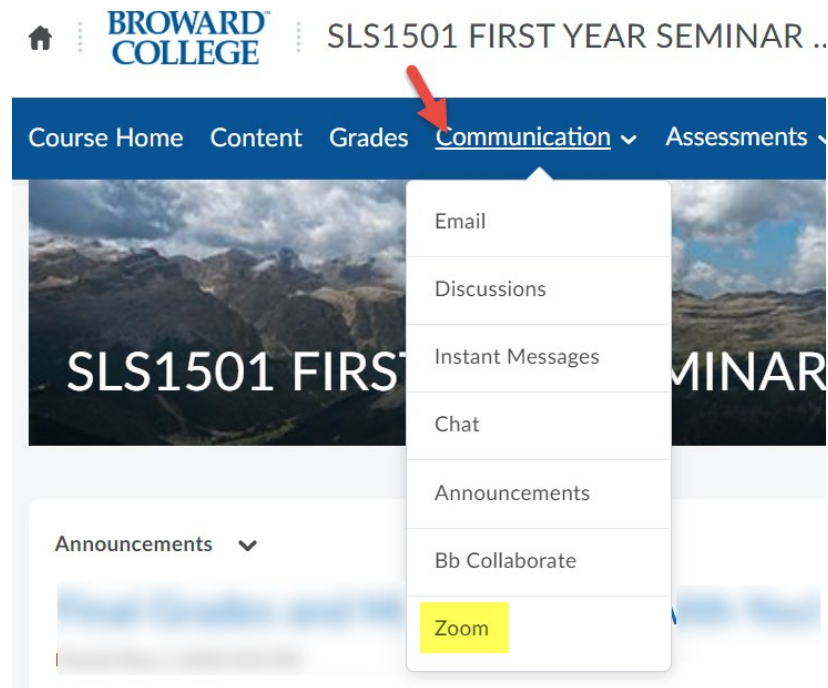 BROWARD
COLLEGE
SLS1501 FIRST YEAR SEMINAR ...
Course Home Content Grades Communication Assessments
Email
Discussions
Instant Messages
SLS1501 FIRS MINAR
Chat
Announcements
Announcements
Bb Collaborate
Zoom